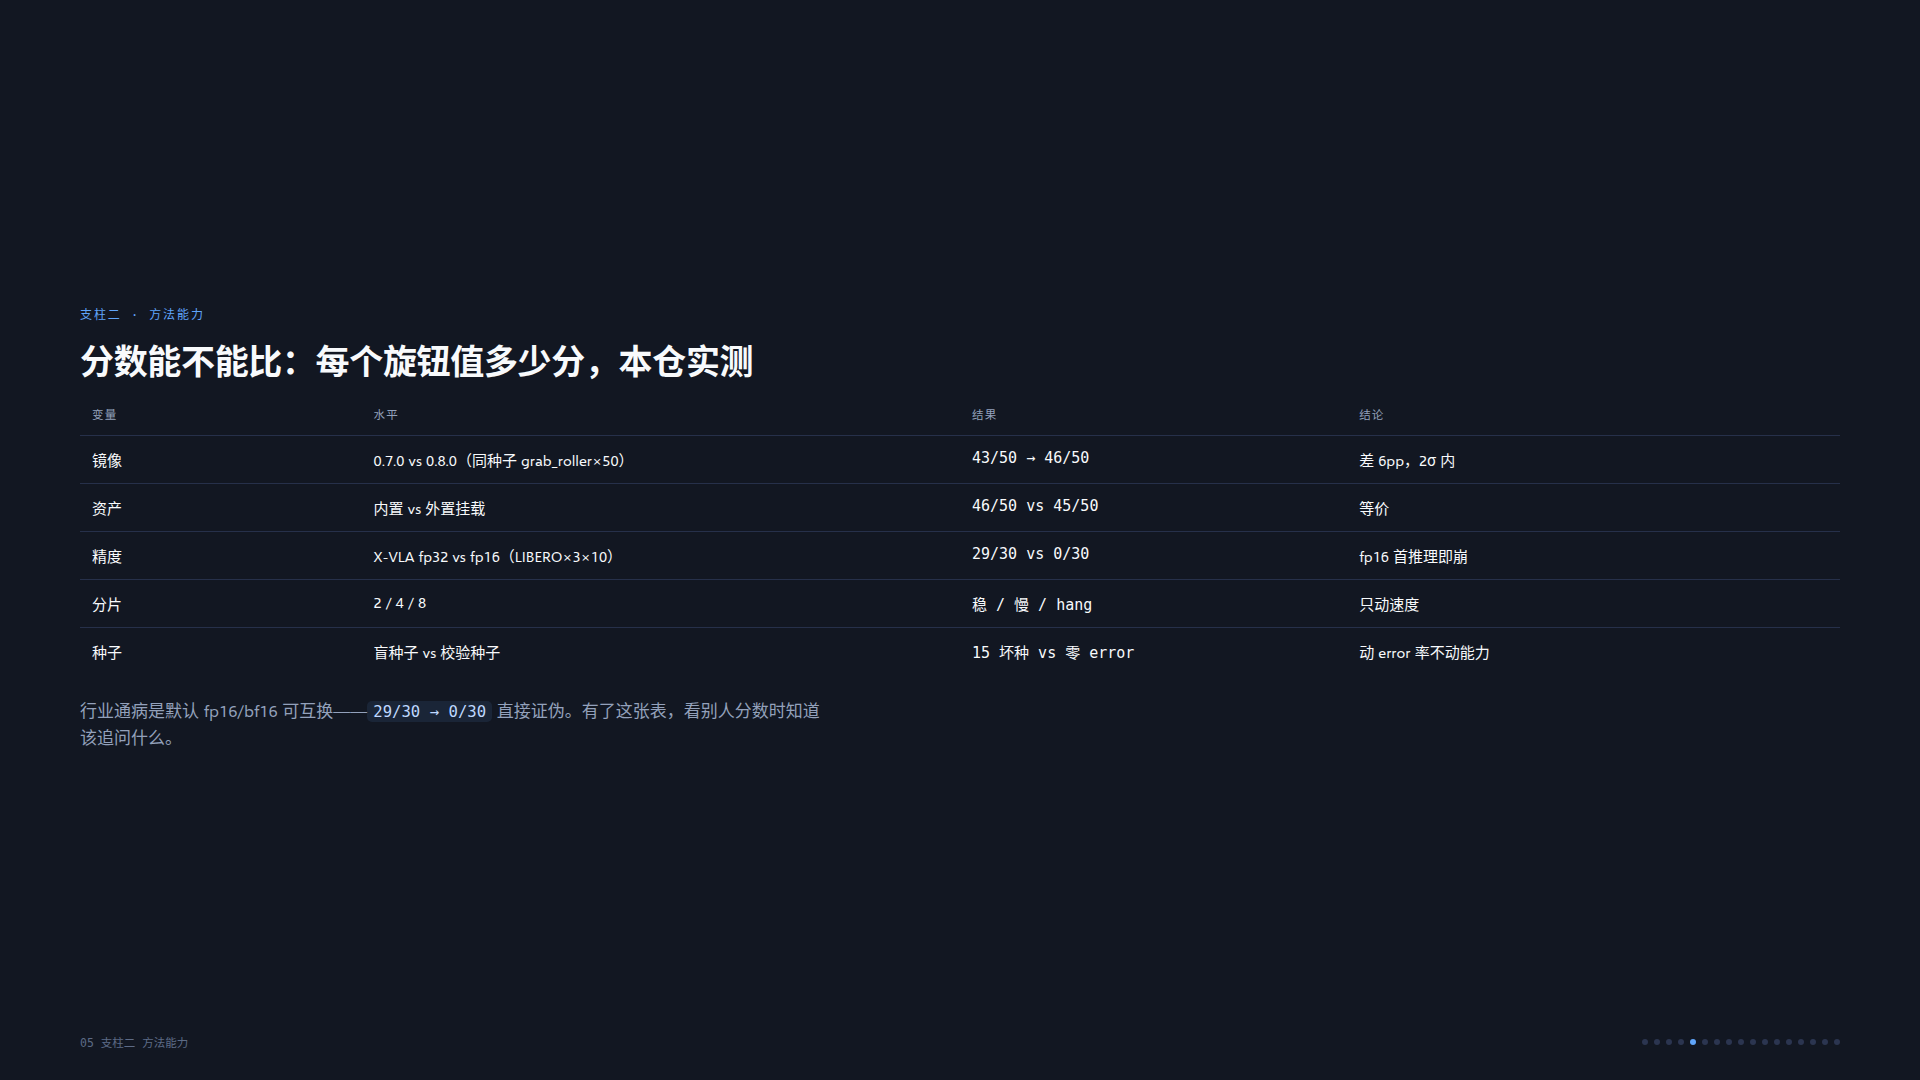 支柱二 · 方法能力
分数能不能比：每个旋钮值多少分，本仓实测
变量 水平 结果 结论
镜像 0.7.0 vs 0.8.0（同种子 grab_roller×50） 43/50 → 46/50 差 6pp，2σ 内
资产 内置 vs 外置挂载 46/50 vs 45/50 等价
精度 X-VLA fp32 vs fp16（LIBERO×3×10） 29/30 vs 0/30 fp16 首推理即崩
分片 2 / 4 / 8 稳 / 慢 / hang 只动速度
种子 盲种子 vs 校验种子 15 坏种 vs 零 error 动 error 率不动能力
行业通病是默认 fp16/bf16 可互换——29/30 → 0/30 直接证伪。有了这张表，看别人分数时知道
该追问什么。
05 支柱二 方法能力